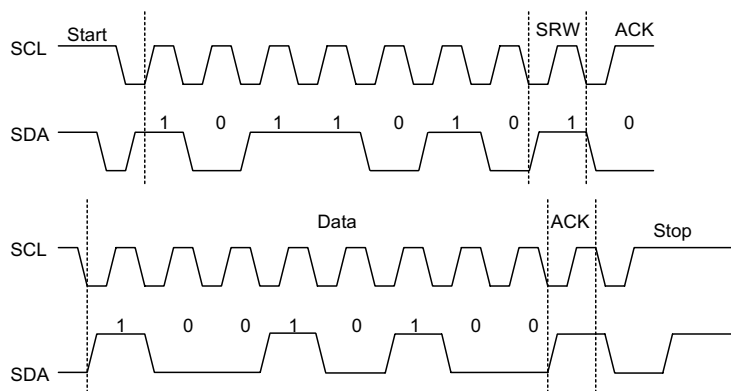 Start SRW ACK
SCL
1 0 1 1 0 1 0 1 0
SDA
Data ACK Stop
SCL
1 0 0 1 0 1 0 0
SDA